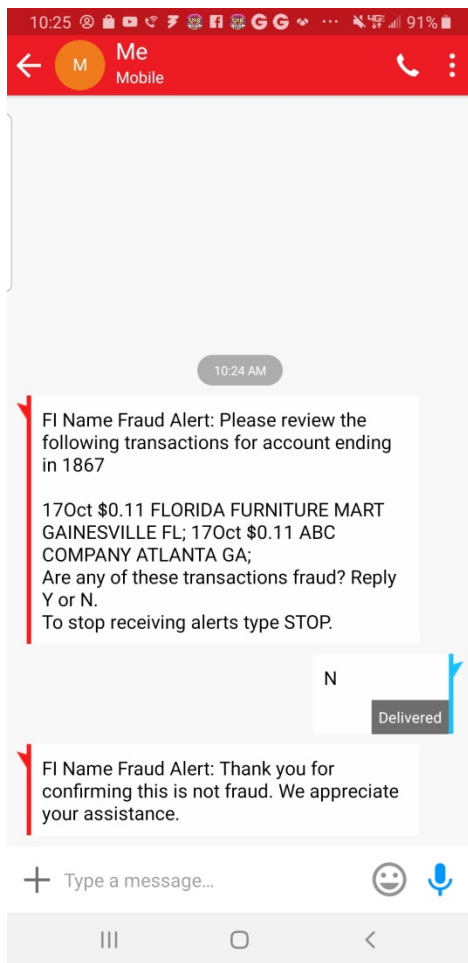 10:25 91%
Me
M
Mobile
10:24 AM
FI Name Fraud Alert: Please review the
following transactions for account ending
in 1867
17Oct $0.11 FLORIDA FURNITURE MART
GAINESVILLE FL; 17Oct $0.11 ABC
COMPANY ATLANTA GA;
Are any of these transactions fraud? Reply
Y or N.
To stop receiving alerts type STOP.
N
Delivered
FI Name Fraud Alert: Thank you for
confirming this is not fraud. We appreciate
your assistance.
Type a message...